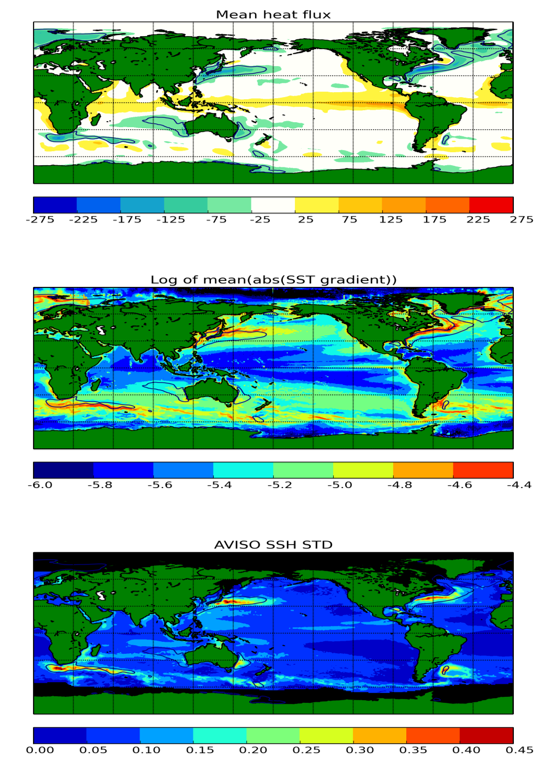 Mean heat flux
-275 -225 -175 -125 -75 -25 25 75 125 175 225 275
Log of mean(abs(SST gradient))
-6.0 -5.8 -5.6 -5.4 -5.2 -5.0 -4.8 -4.6 -4.4
AVISO SSH STD
0.00 0.05 0.10 0.15 0.20 0.25 0.30 0.35 0.40 0.45